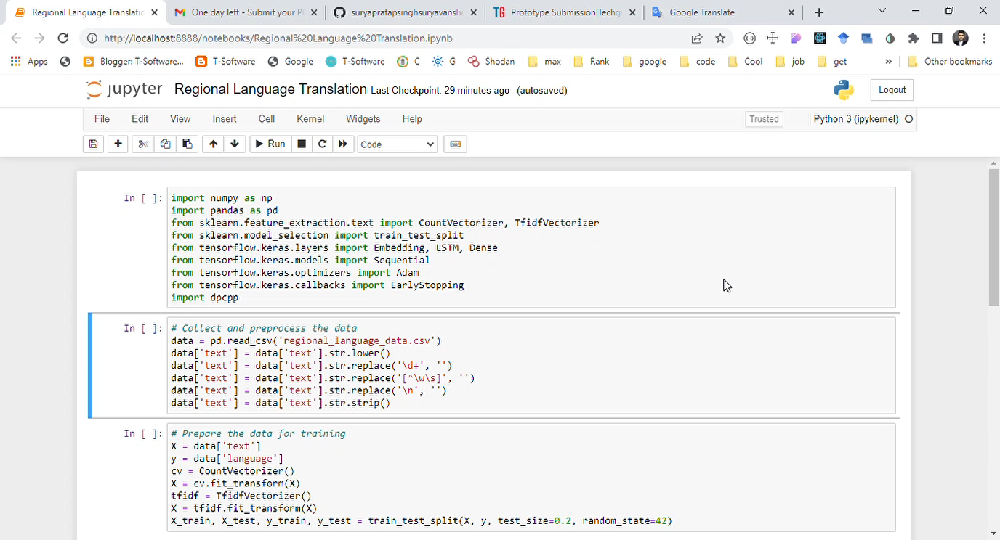 Regional Language Translatio
One day left - Submit your P
suryapratapsinghsuryavanshi
TG Prototype Submission|Techg
Google Translate
http://localhost:8888/notebooks/Regional%20Language%20Translation.ipynb
Apps Blogger: T-Software... T-Software Google T-Software C G Shodan max Rank google code Cool job get » Other bookmarks
jupyter Regional Language Translation Last Checkpoint: 29 minutes ago (autosaved) Logout
File Edit View Insert Cell Kernel Widgets Help Trusted Python 3 (ipykernel)
Run Code
In [ ]: import numpy as np
import pandas as pd
from sklearn.feature_extraction.text import CountVectorizer, TfidfVectorizer
from sklearn.model_selection import train_test_split
from tensorflow.keras.layers import Embedding, LSTM, Dense
from tensorflow.keras.models import Sequential
from tensorflow.keras.optimizers import Adam
from tensorflow.keras.callbacks import EarlyStopping
import dpcpp
In [ ]: # Collect and preprocess the data
data = pd.read_csv('regional_language_data.csv')
data['text'] = data['text'].str.lower()
data['text'] = data['text'].str.replace('\d+', '')
data['text'] = data['text'].str.replace('[^\w\s]', '')
data['text'] = data['text'].str.replace('\n', '')
data['text'] = data['text'].str.strip()
In [ ]: # Prepare the data for training
X = data['text']
y = data['language']
cv = CountVectorizer()
X = cv.fit_transform(X)
tfidf = TfidfVectorizer()
X = tfidf.fit_transform(X)
X_train, X_test, y_train, y_test = train_test_split(X, y, test_size=0.2, random_state=42)